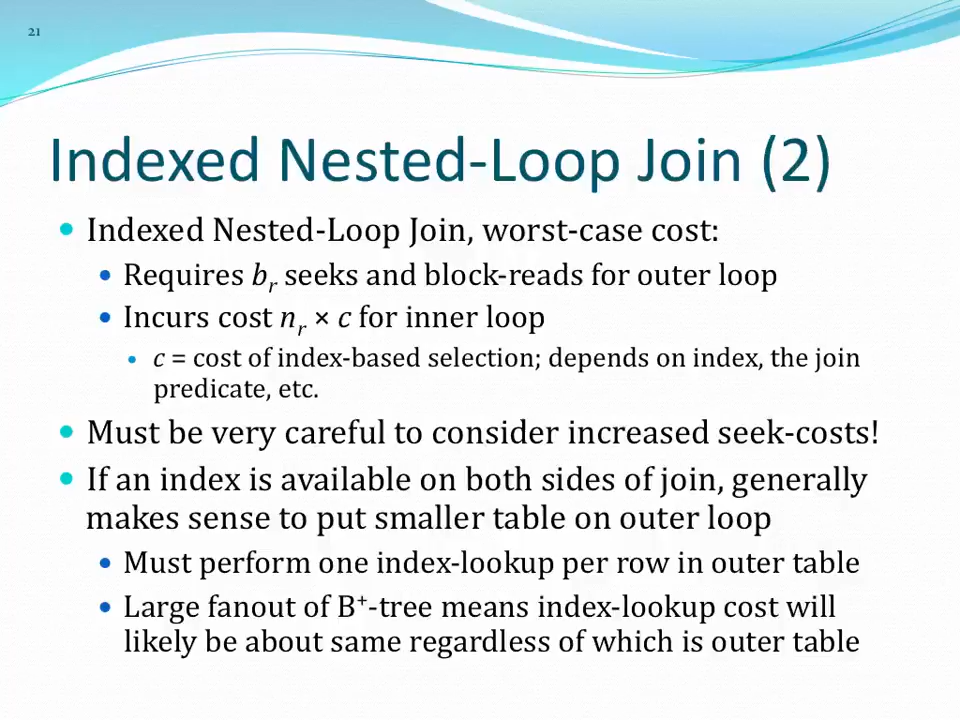 21
Indexed Nested-Loop Join (2)
• Indexed Nested-Loop Join, worst-case cost:
• Requires bᵣ seeks and block-reads for outer loop
• Incurs cost nᵣ × c for inner loop
• c = cost of index-based selection; depends on index, the join
predicate, etc.
• Must be very careful to consider increased seek-costs!
• If an index is available on both sides of join, generally
makes sense to put smaller table on outer loop
• Must perform one index-lookup per row in outer table
• Large fanout of B⁺-tree means index-lookup cost will
likely be about same regardless of which is outer table